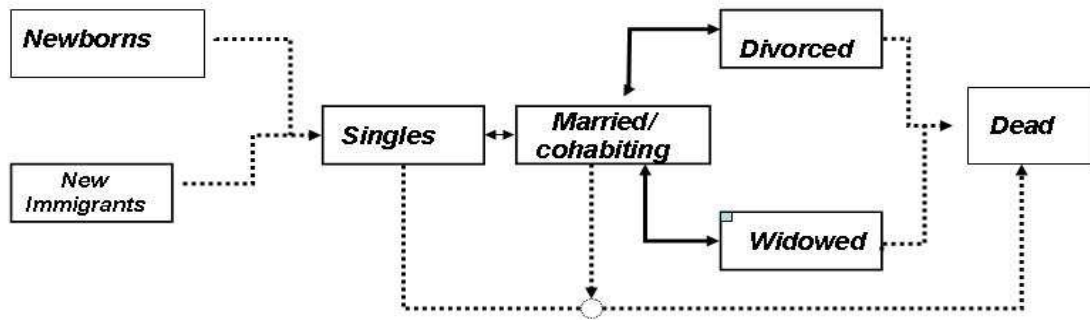 Newborns
Divorced
Singles
Married/
cohabiting
Dead
New
Immigrants
Widowed